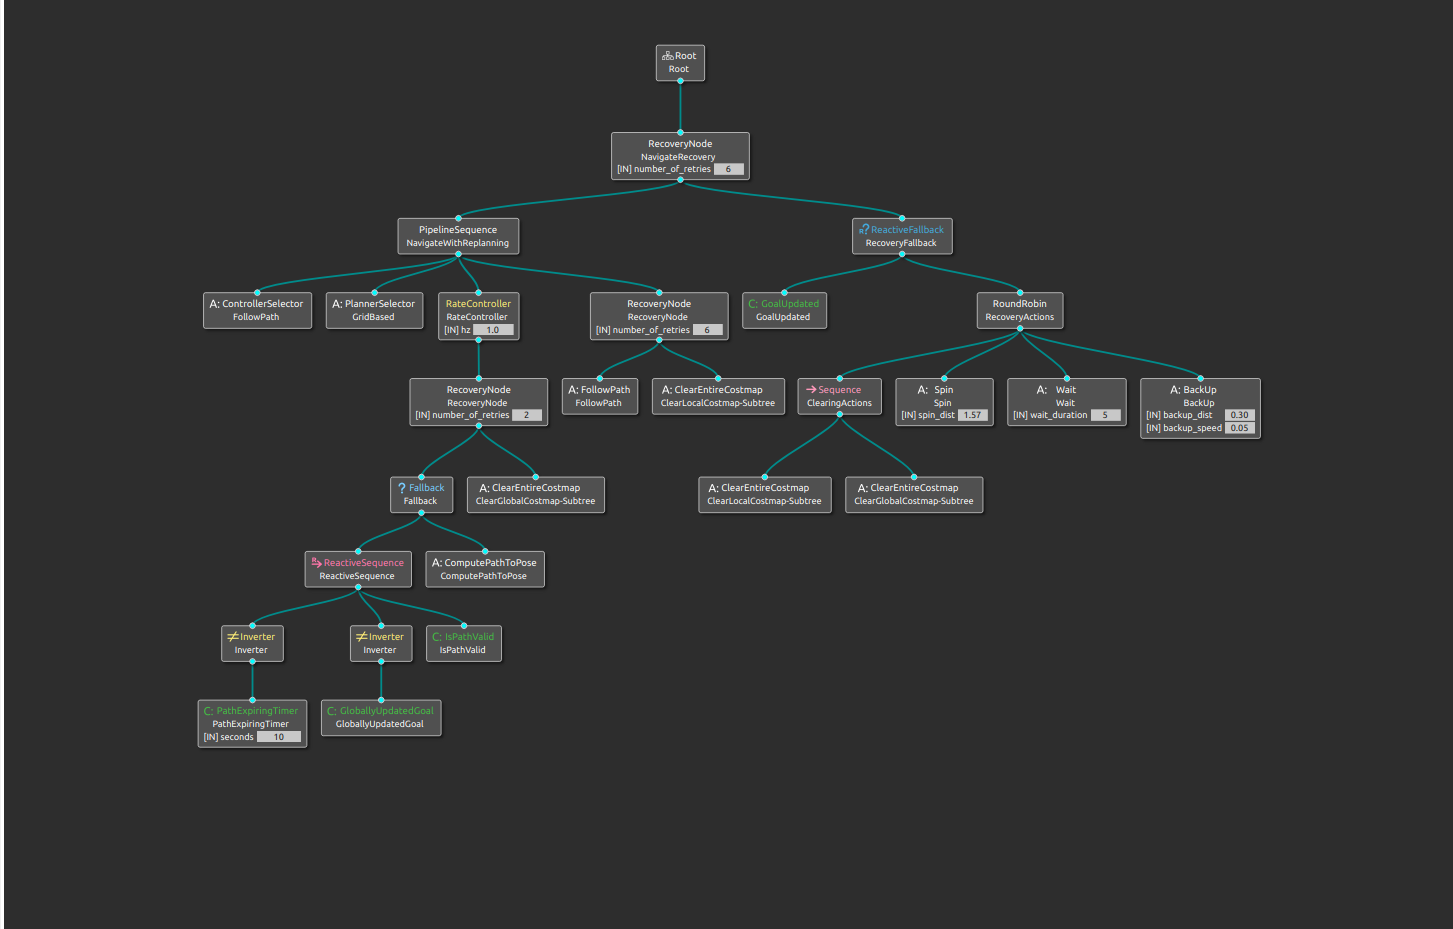 Root
Root
RecoveryNode
NavigateRecovery
[IN] number_of_retries 6
PipelineSequence
NavigateWithReplanning
R? ReactiveFallback
RecoveryFallback
A: ControllerSelector
FollowPath
A: PlannerSelector
GridBased
RateController
RateController
[IN] hz 1.0
RecoveryNode
RecoveryNode
[IN] number_of_retries 6
C: GoalUpdated
GoalUpdated
RoundRobin
RecoveryActions
RecoveryNode
RecoveryNode
[IN] number_of_retries 2
A: FollowPath
FollowPath
A: ClearEntireCostmap
ClearLocalCostmap-Subtree
→ Sequence
ClearingActions
A: Spin
Spin
[IN] spin_dist 1.57
A: Wait
Wait
[IN] wait_duration 5
A: BackUp
BackUp
[IN] backup_dist 0.30
[IN] backup_speed 0.05
? Fallback
Fallback
A: ClearEntireCostmap
ClearGlobalCostmap-Subtree
A: ClearEntireCostmap
ClearLocalCostmap-Subtree
A: ClearEntireCostmap
ClearGlobalCostmap-Subtree
R→ ReactiveSequence
ReactiveSequence
A: ComputePathToPose
ComputePathToPose
≠ Inverter
Inverter
≠ Inverter
Inverter
C: IsPathValid
IsPathValid
C: PathExpiringTimer
PathExpiringTimer
[IN] seconds 10
C: GloballyUpdatedGoal
GloballyUpdatedGoal